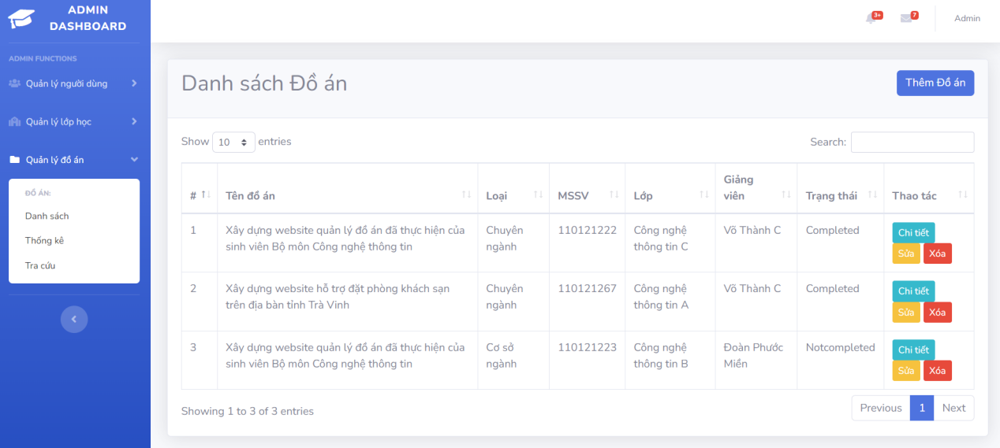 ADMIN
DASHBOARD
3+
7
Admin
ADMIN FUNCTIONS
Quản lý người dùng
Quản lý lớp học
Quản lý đồ án
ĐỒ ÁN:
Danh sách
Thống kê
Tra cứu
Danh sách Đồ án
Thêm Đồ án
Show 10 entries
Search:
# Tên đồ án Loại MSSV Lớp Giảng viên Trạng thái Thao tác
1 Xây dựng website quản lý đồ án đã thực hiện của Chuyên 110121222 Công nghệ Võ Thành C Completed Chi tiết
sinh viên Bộ môn Công nghệ thông tin ngành thông tin C Sửa Xóa
2 Xây dựng website hỗ trợ đặt phòng khách sạn Chuyên 110121267 Công nghệ Võ Thành C Completed Chi tiết
trên địa bàn tỉnh Trà Vinh ngành thông tin A Sửa Xóa
3 Xây dựng website quản lý đồ án đã thực hiện của Cơ sở 110121223 Công nghệ Đoàn Phước Notcompleted Chi tiết
sinh viên Bộ môn Công nghệ thông tin ngành thông tin B Miền Sửa Xóa
Showing 1 to 3 of 3 entries
Previous 1 Next